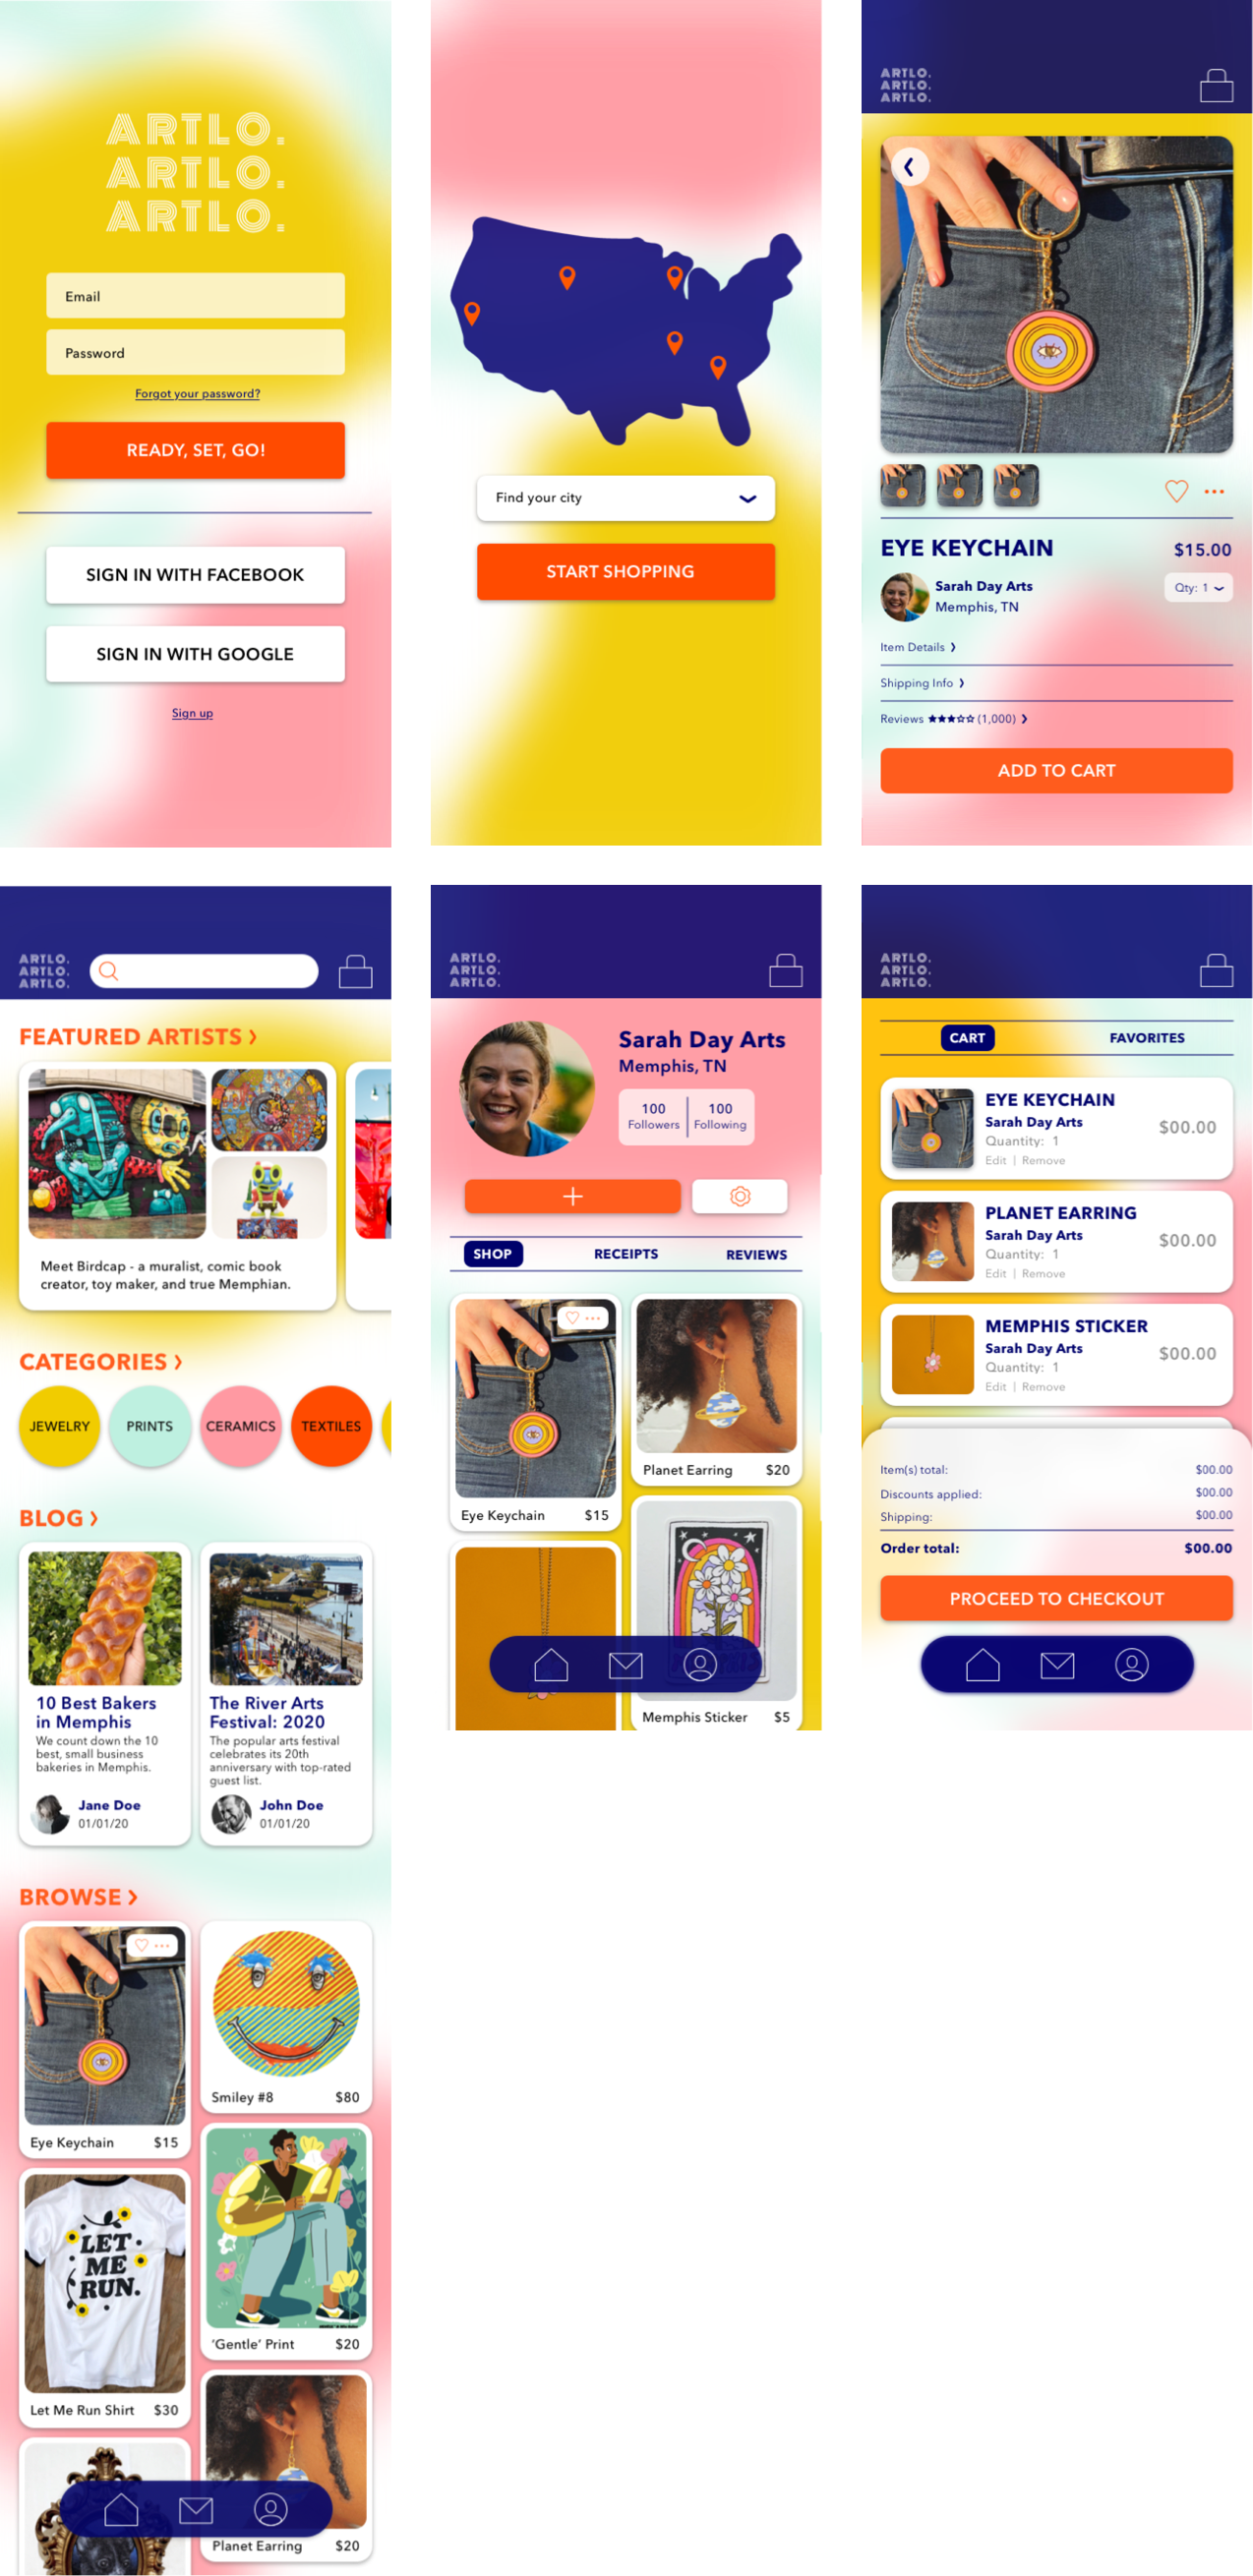 ARTLO.
ARTLO.
ARTLO.
Email
Password
Forgot your password?
READY, SET, GO!
SIGN IN WITH FACEBOOK
SIGN IN WITH GOOGLE
Sign up
Find your city
START SHOPPING
ARTLO.
ARTLO.
ARTLO.
EYE KEYCHAIN
$15.00
Sarah Day Arts
Memphis, TN
Qty: 1
Item Details
Shipping Info
Reviews ★★★☆☆ (1,000)
ADD TO CART
ARTLO.
ARTLO.
ARTLO.
FEATURED ARTISTS
Meet Birdcap - a muralist, comic book
creator, toy maker, and true Memphian.
CATEGORIES
JEWELRY
PRINTS
CERAMICS
TEXTILES
BLOG
10 Best Bakers
in Memphis
We count down the 10
best, small business
bakeries in Memphis.
Jane Doe
01/01/20
The River Arts
Festival: 2020
The popular arts festival
celebrates its 20th
anniversary with top-rated
guest list.
John Doe
01/01/20
BROWSE
Eye Keychain $15
Smiley #8 $80
LET
ME
RUN.
Let Me Run Shirt $30
'Gentle' Print $20
Planet Earring $20
ARTLO.
ARTLO.
ARTLO.
Sarah Day Arts
Memphis, TN
100
Followers
100
Following
SHOP
RECEIPTS
REVIEWS
Eye Keychain $15
Planet Earring $20
Memphis Sticker $5
ARTLO.
ARTLO.
ARTLO.
CART
FAVORITES
EYE KEYCHAIN
Sarah Day Arts
Quantity: 1
Edit | Remove
$00.00
PLANET EARRING
Sarah Day Arts
Quantity: 1
Edit | Remove
$00.00
MEMPHIS STICKER
Sarah Day Arts
Quantity: 1
Edit | Remove
$00.00
Item(s) total: $00.00
Discounts applied: $00.00
Shipping: $00.00
Order total: $00.00
PROCEED TO CHECKOUT